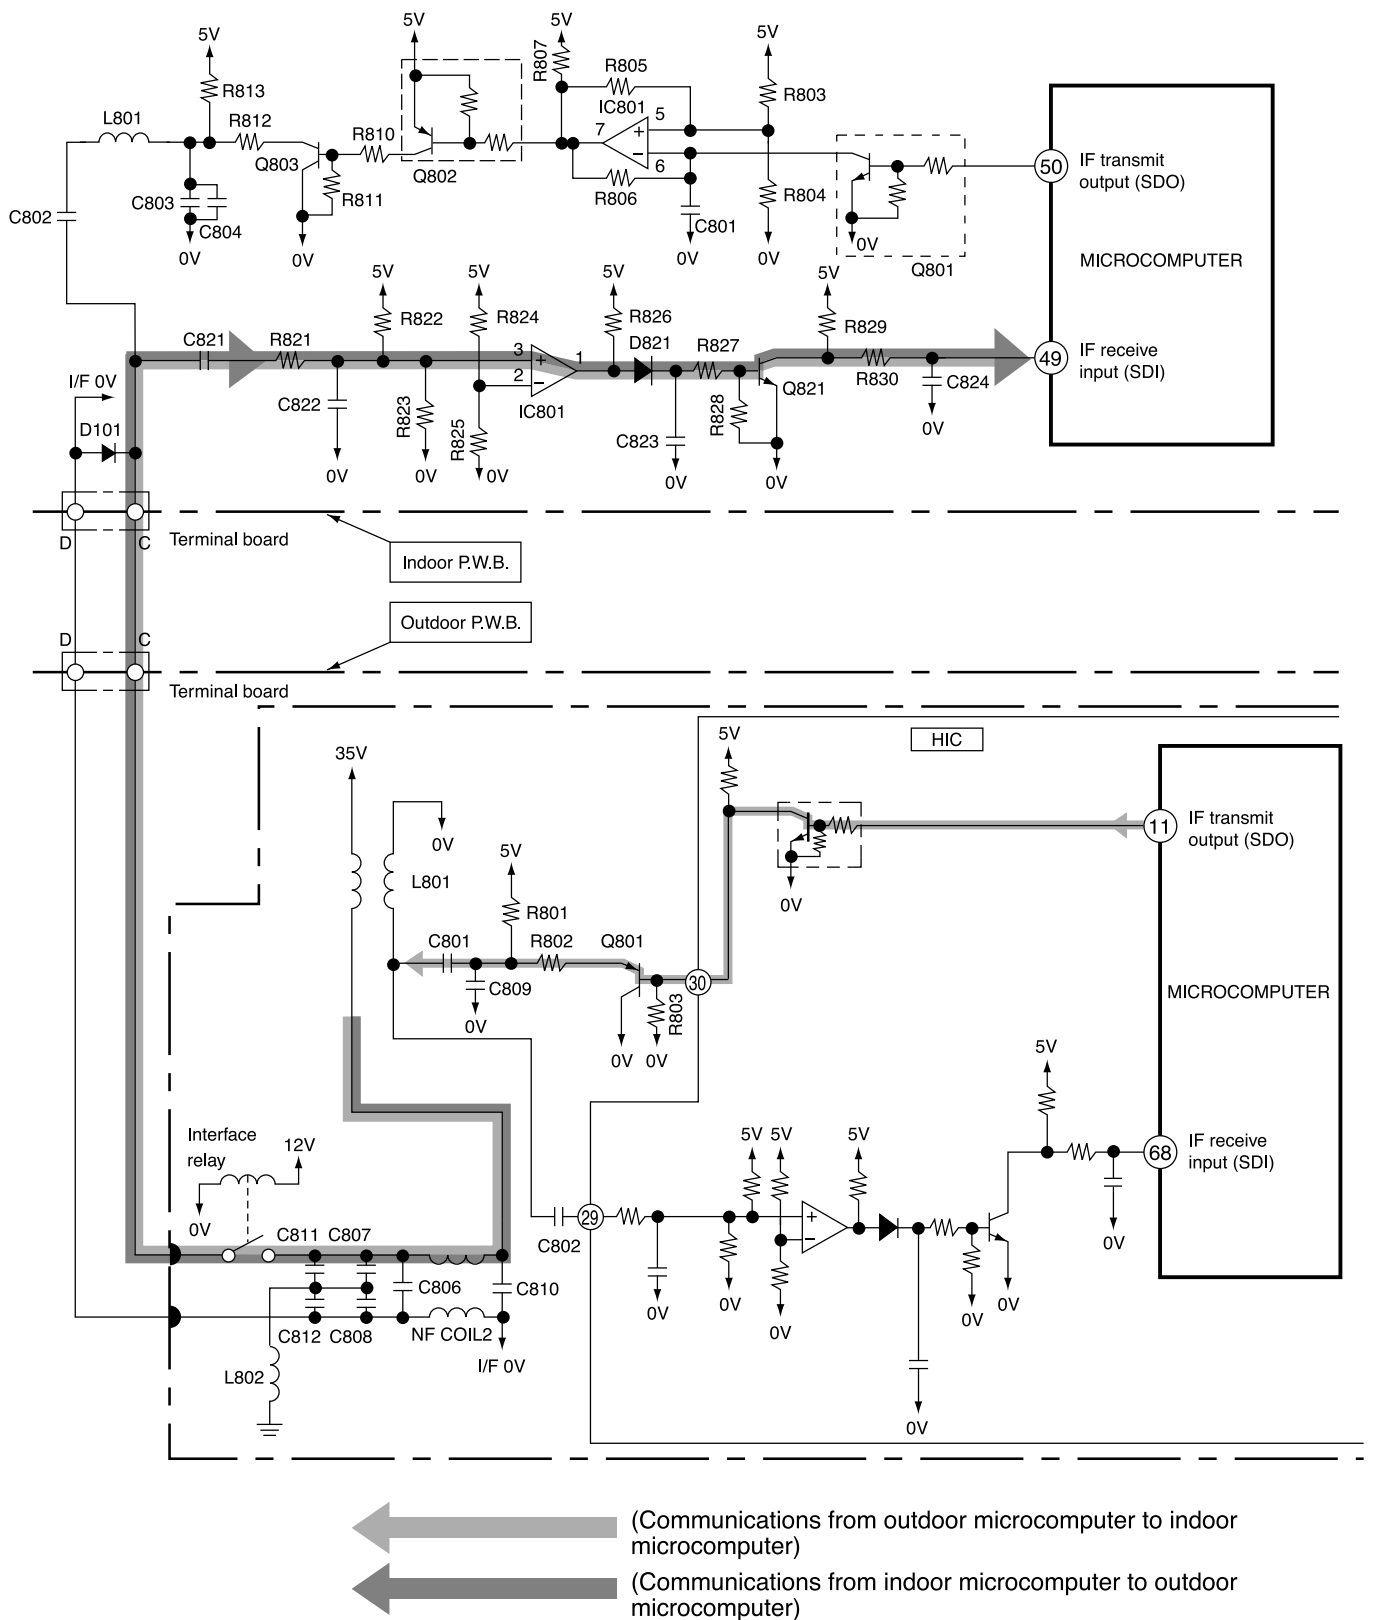 5V
5V
5V
5V
R807
R805
IC801
R803
L801
R813
R812
R810
7
5
+
6
−
50
IF transmit
output (SDO)
Q803
Q802
R811
R806
R804
C803
C804
C802
C801
0V
0V
0V
0V
0V
Q801
MICROCOMPUTER
5V
5V
5V
5V
C821
R821
R822
R824
R826
R829
D821
R827
3
+
1
2
−
49
IF receive
input (SDI)
R830
C824
Q821
IC801
I/F 0V
C822
R823
R825
C823
R828
0V
D101
0V
0V
0V
0V
0V
D
C
Terminal board
Indoor P.W.B.
Outdoor P.W.B.
D
C
Terminal board
HIC
5V
35V
11
IF transmit
output (SDO)
0V
5V
L801
0V
R801
C801
R802
Q801
C809
30
R803
0V
0V
0V
MICROCOMPUTER
5V
Interface
relay
12V
5V
5V
5V
68
IF receive
input (SDI)
0V
29
+
−
C811
C807
C802
C806
C810
0V
0V
0V
0V
0V
0V
C812
C808
NF COIL2
L802
I/F 0V
0V
(Communications from outdoor microcomputer to indoor
microcomputer)
(Communications from indoor microcomputer to outdoor
microcomputer)